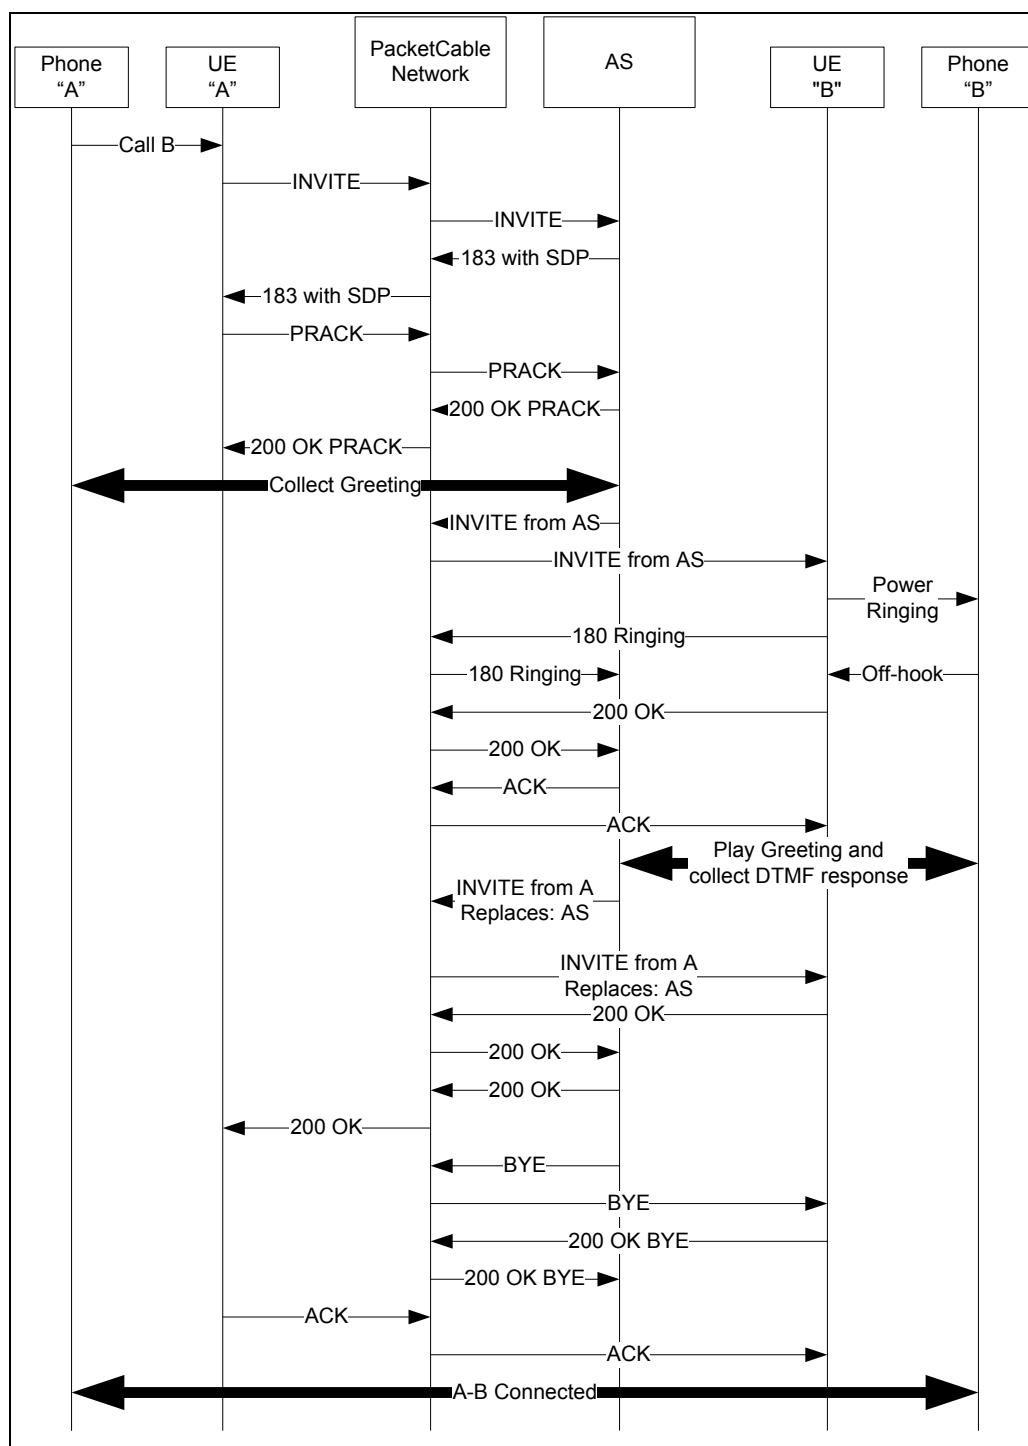 Phone
“A”
UE
“A”
PacketCable
Network
AS
UE
"B"
Phone
“B”
Call B
INVITE
INVITE
183 with SDP
183 with SDP
PRACK
PRACK
200 OK PRACK
200 OK PRACK
Collect Greeting
INVITE from AS
INVITE from AS
Power
Ringing
180 Ringing
180 Ringing
Off-hook
200 OK
200 OK
ACK
ACK
Play Greeting and
collect DTMF response
INVITE from A
Replaces: AS
INVITE from A
Replaces: AS
200 OK
200 OK
200 OK
200 OK
BYE
BYE
200 OK BYE
200 OK BYE
ACK
ACK
A-B Connected